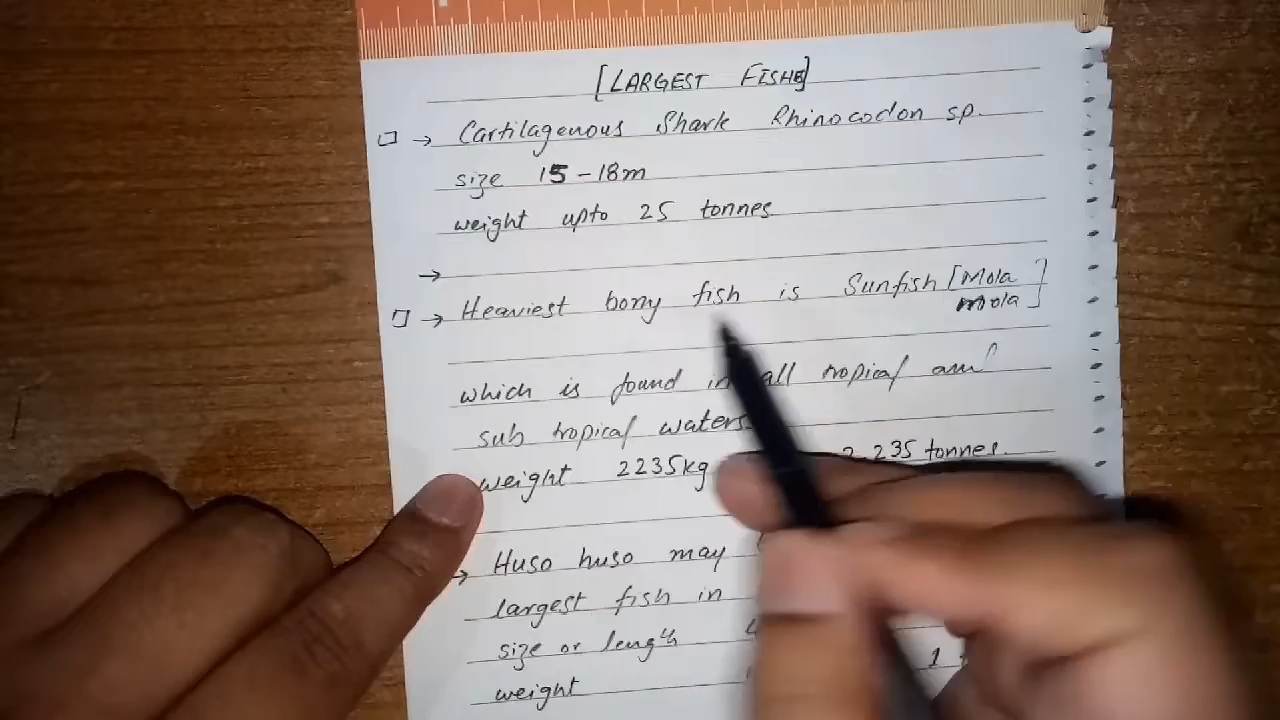 [LARGEST FISHE]
□ → Cartilagenous Shark Rhinocodon sp.
size 15-18m
weight upto 25 tonnes
→
□ → Heaviest bony fish is Sunfish [Mola
mola]
which is found in all tropical and
sub tropical waters
weight 2235kg 2.235 tonnes.
→ Huso huso may
largest fish in
size or length
weight 1